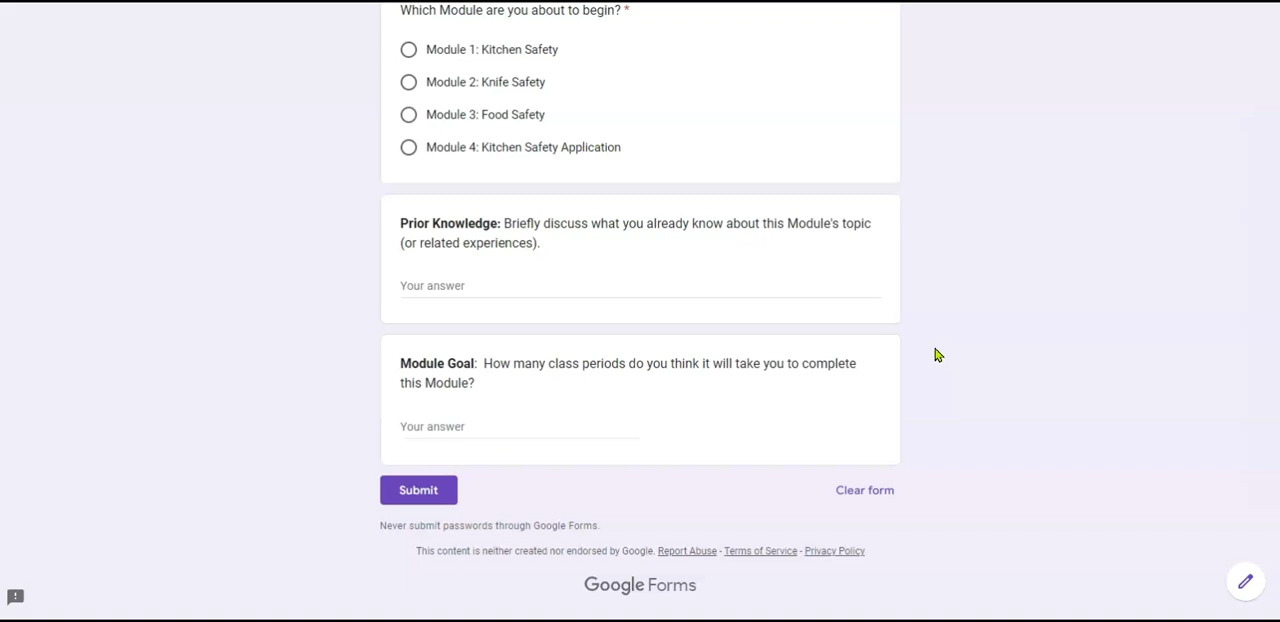 Which Module are you about to begin? *
Module 1: Kitchen Safety
Module 2: Knife Safety
Module 3: Food Safety
Module 4: Kitchen Safety Application
Prior Knowledge: Briefly discuss what you already know about this Module's topic
(or related experiences).
Your answer
Module Goal: How many class periods do you think it will take you to complete
this Module?
Your answer
Submit
Clear form
Never submit passwords through Google Forms.
This content is neither created nor endorsed by Google. Report Abuse - Terms of Service - Privacy Policy
Google Forms